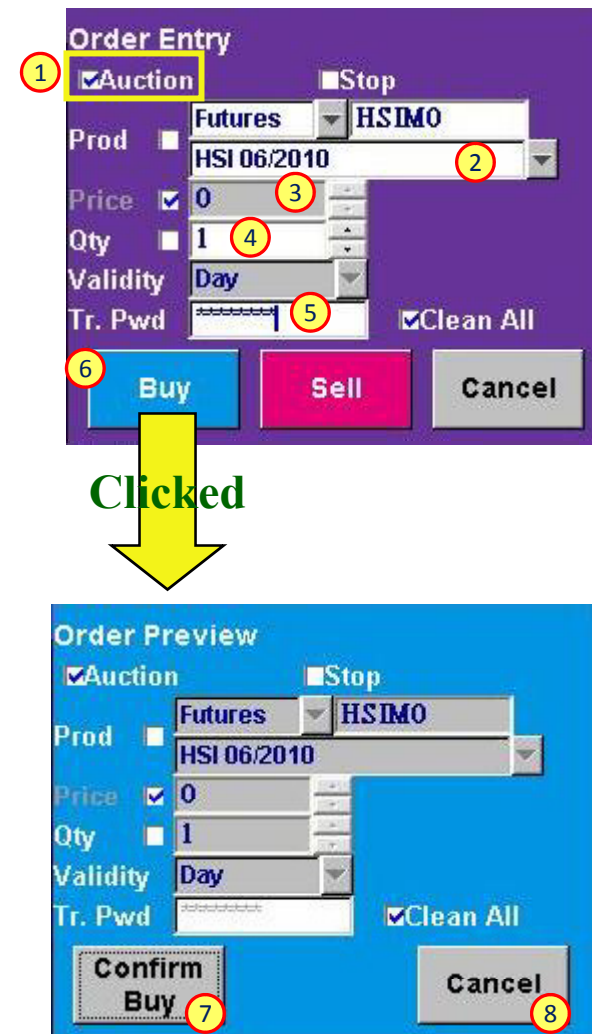 Order Entry
1 Auction Stop
Prod Futures HSIM0
HSI 06/2010 2
Price 0 3
Qty 1 4
Validity Day
Tr. Pwd ******** 5 Clean All
6 Buy Sell Cancel
Clicked
Order Preview
Auction Stop
Prod Futures HSIM0
HSI 06/2010
Price 0
Qty 1
Validity Day
Tr. Pwd ******** Clean All
Confirm
Buy 7 Cancel 8